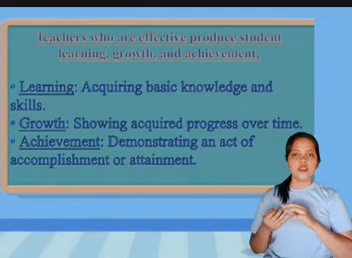 Teachers who are effective produce student
learning, growth, and achievement.
• Learning: Acquiring basic knowledge and
skills.
• Growth: Showing acquired progress over time.
• Achievement: Demonstrating an act of
accomplishment or attainment.